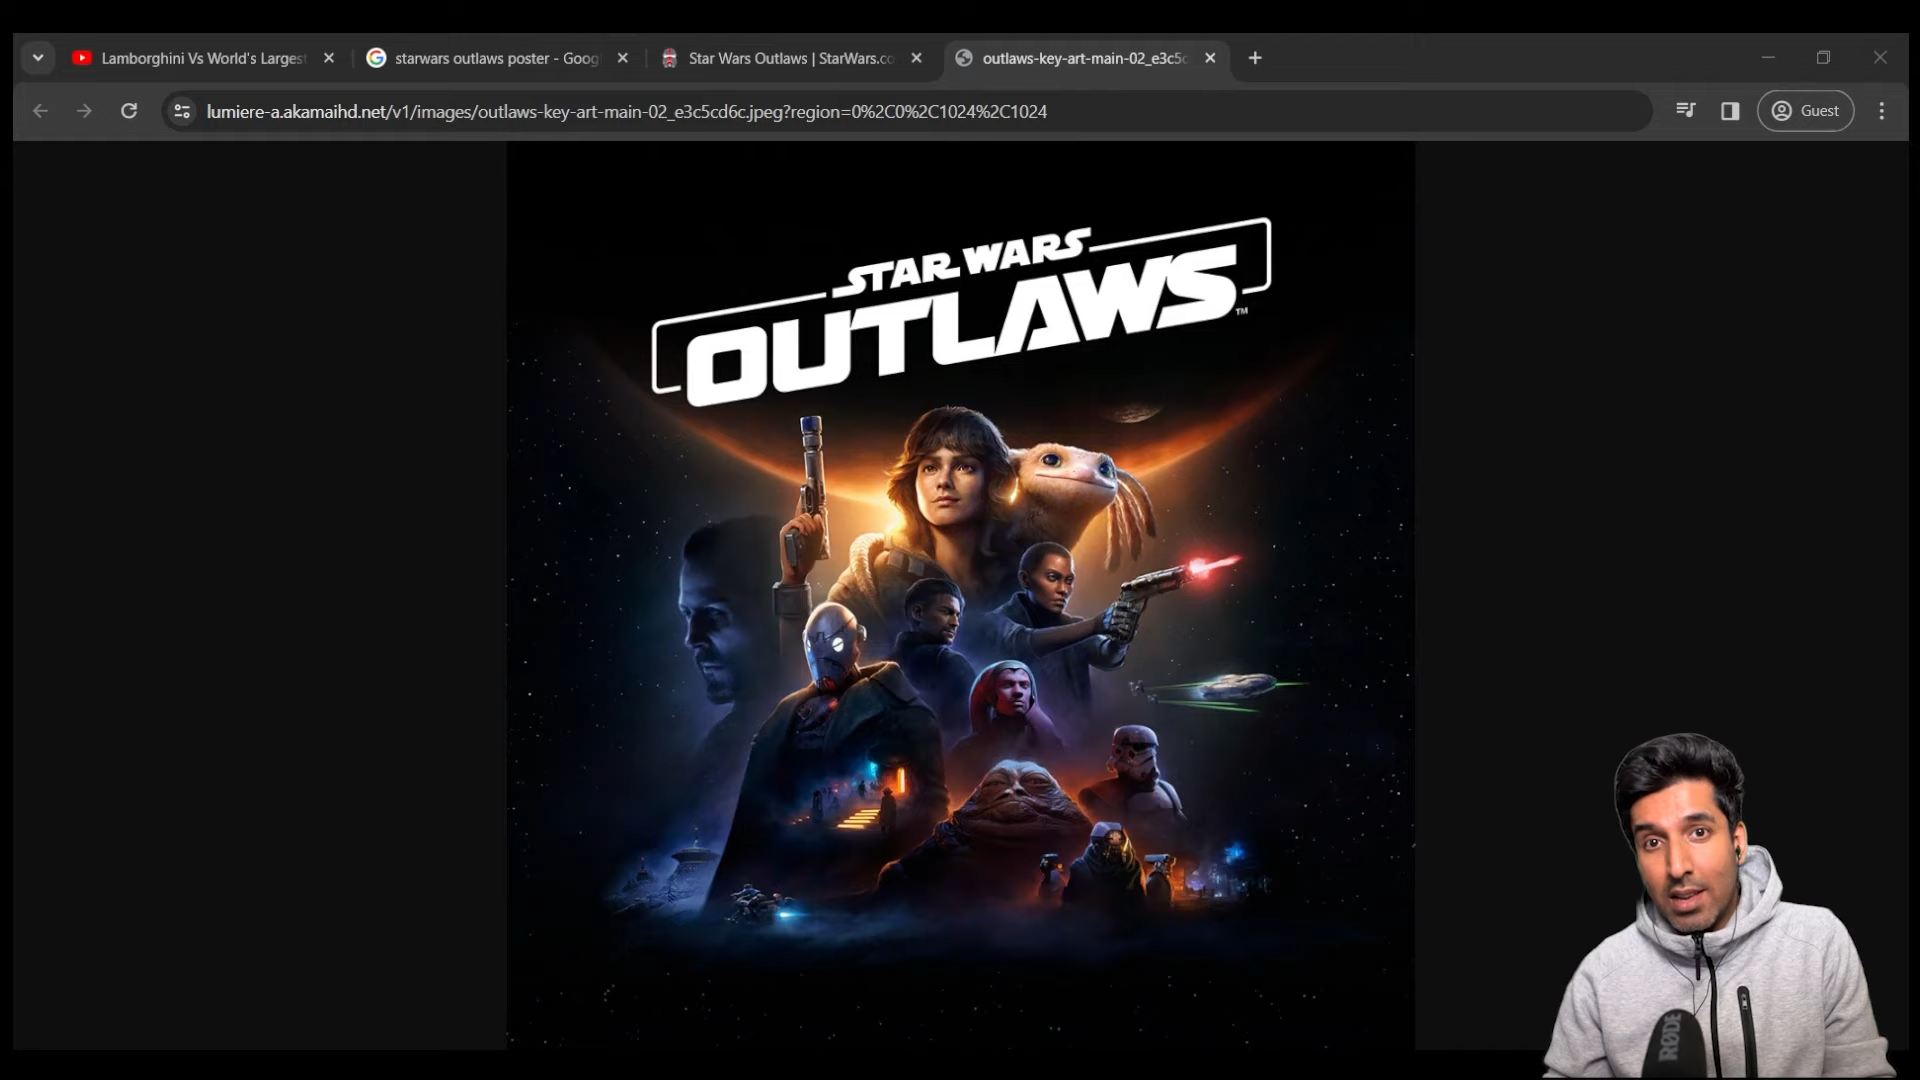 Lamborghini Vs World's Largest
starwars outlaws poster - Goog
Star Wars Outlaws | StarWars.co
outlaws-key-art-main-02_e3c5c
lumiere-a.akamaihd.net/v1/images/outlaws-key-art-main-02_e3c5cd6c.jpeg?region=0%2C0%2C1024%2C1024
Guest
STAR WARS
OUTLAWS™
RØDE